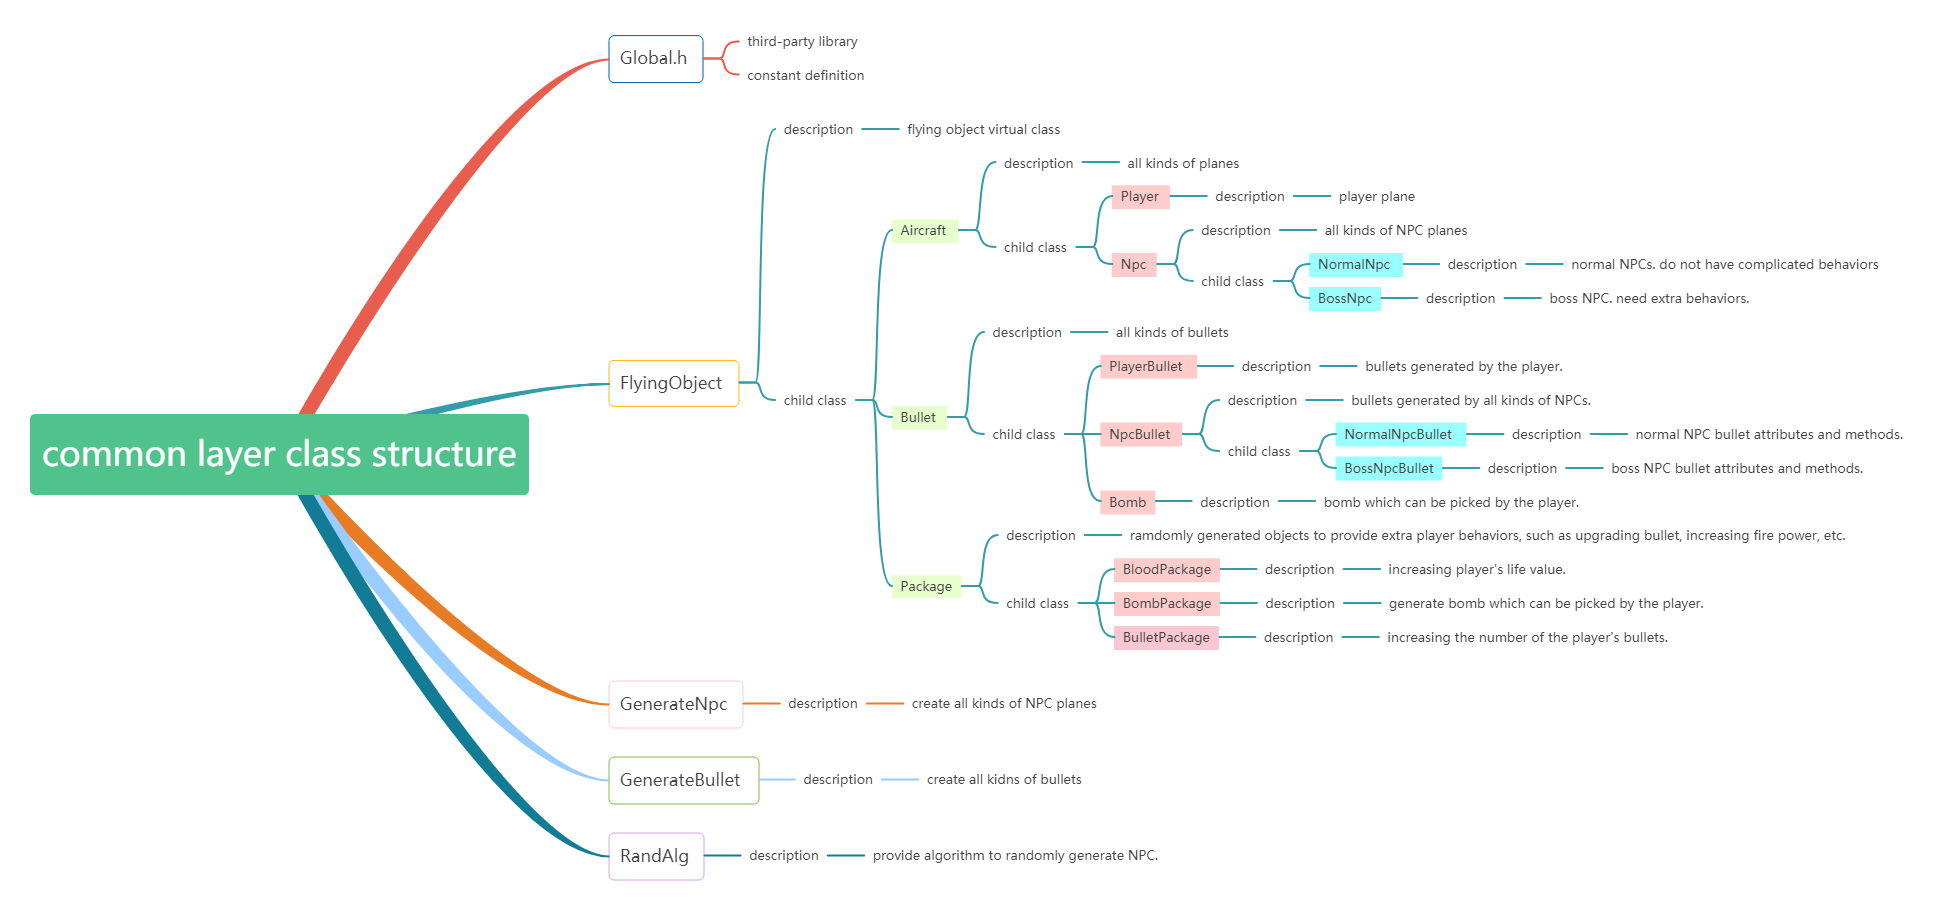 common layer class structure
Global.h
third-party library
constant definition
FlyingObject
description
flying object virtual class
child class
Aircraft
description
all kinds of planes
child class
Player
description
player plane
Npc
description
all kinds of NPC planes
child class
NormalNpc
description
normal NPCs. do not have complicated behaviors
BossNpc
description
boss NPC. need extra behaviors.
Bullet
description
all kinds of bullets
child class
PlayerBullet
description
bullets generated by the player.
NpcBullet
description
bullets generated by all kinds of NPCs.
child class
NormalNpcBullet
description
normal NPC bullet attributes and methods.
BossNpcBullet
description
boss NPC bullet attributes and methods.
Bomb
description
bomb which can be picked by the player.
Package
description
ramdomly generated objects to provide extra player behaviors, such as upgrading bullet, increasing fire power, etc.
child class
BloodPackage
description
increasing player's life value.
BombPackage
description
generate bomb which can be picked by the player.
BulletPackage
description
increasing the number of the player's bullets.
GenerateNpc
description
create all kinds of NPC planes
GenerateBullet
description
create all kidns of bullets
RandAlg
description
provide algorithm to randomly generate NPC.